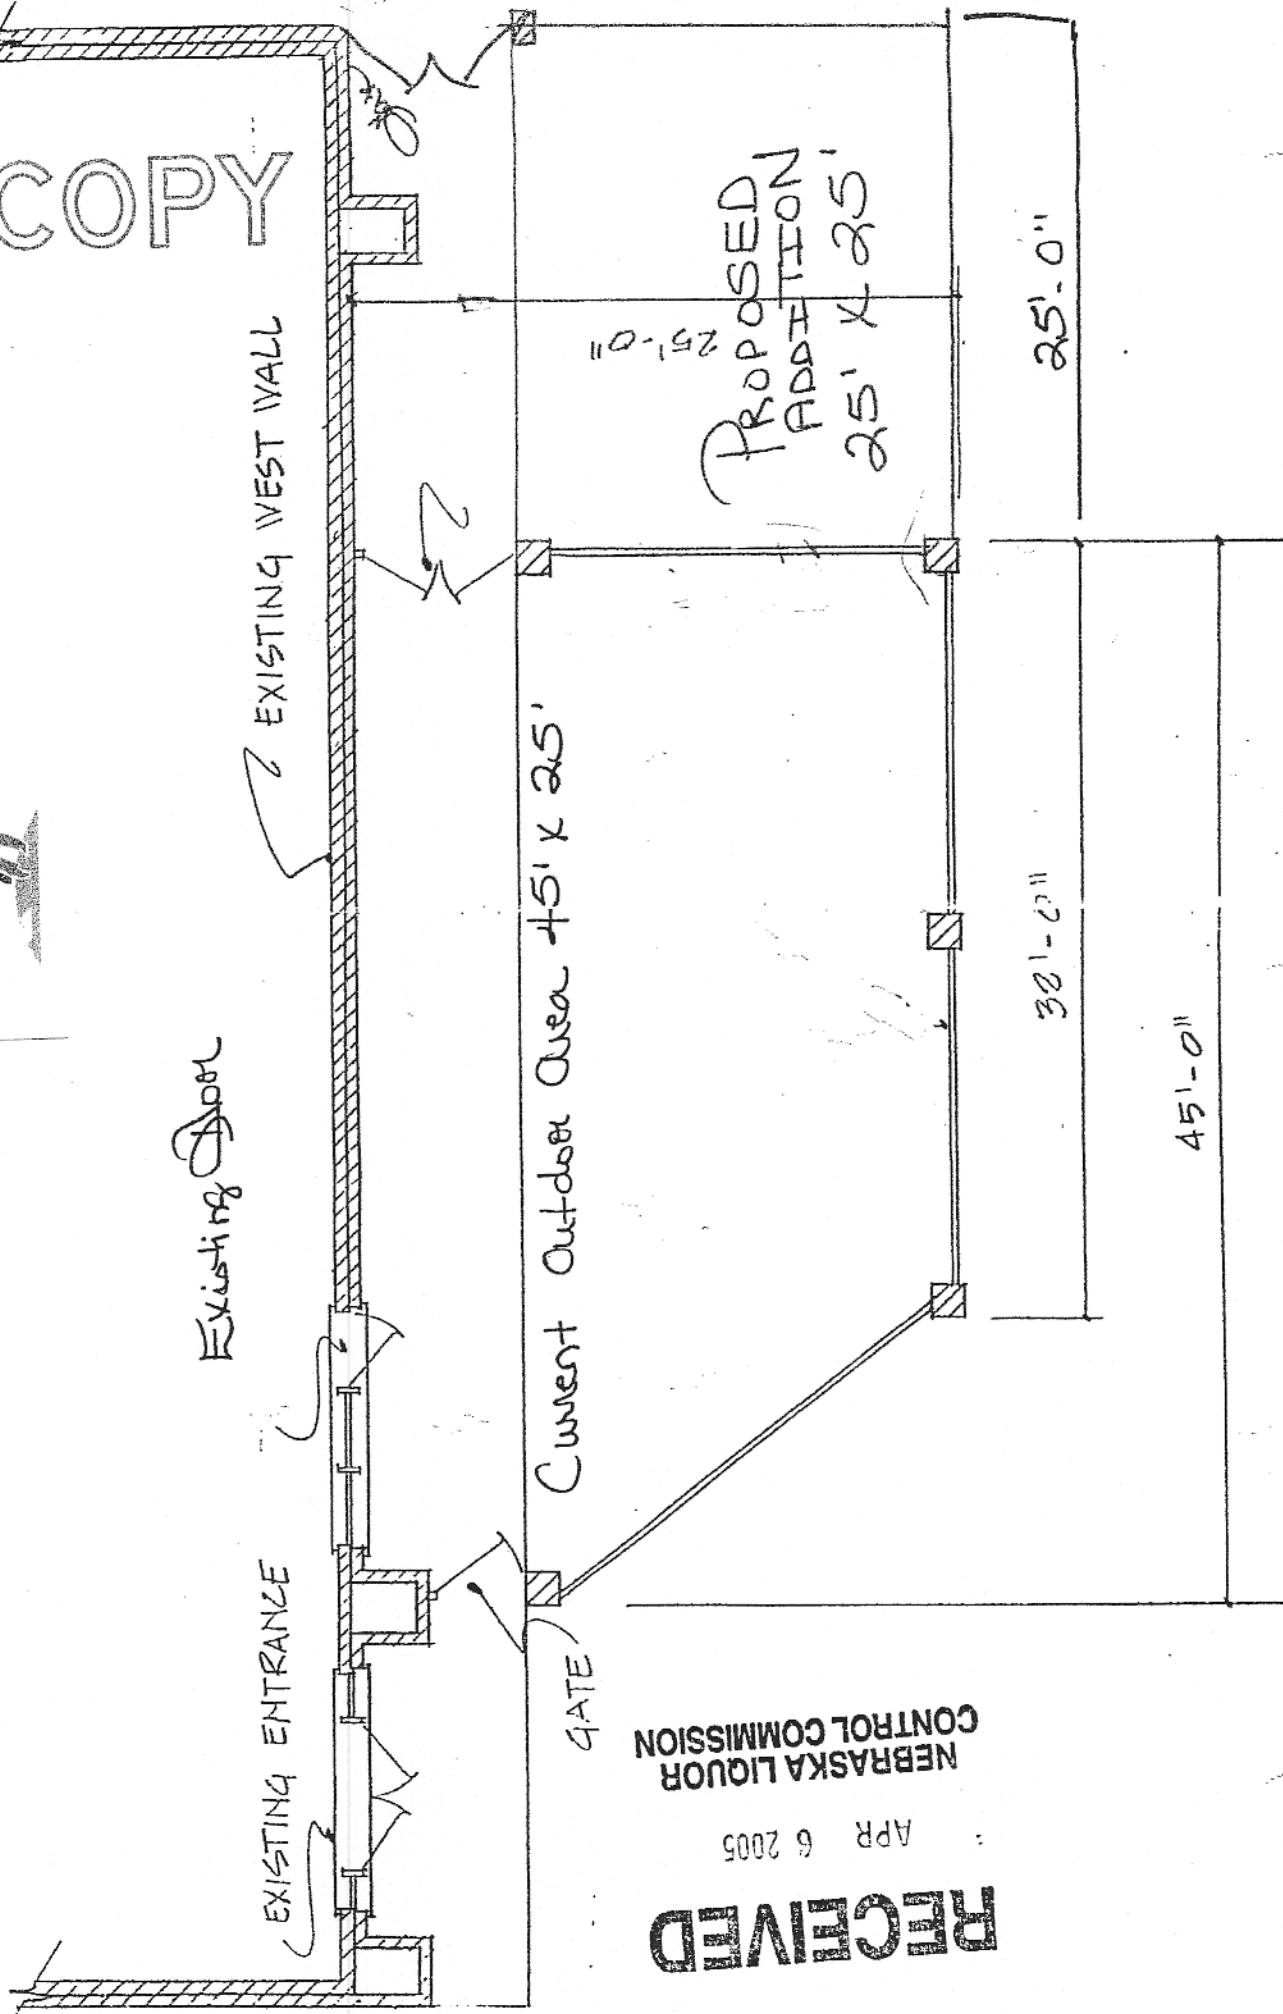 COPY
EXISTING WEST WALL
Existing Door
EXISTING ENTRANCE
GATE
Current Outdoor Area 45' x 25'
PROPOSED
ADDITION
25' X 25'
25'-0"
25'-0"
32'-0"
45'-0"
RECEIVED
APR 6 2005
NEBRASKA LIQUOR
CONTROL COMMISSION